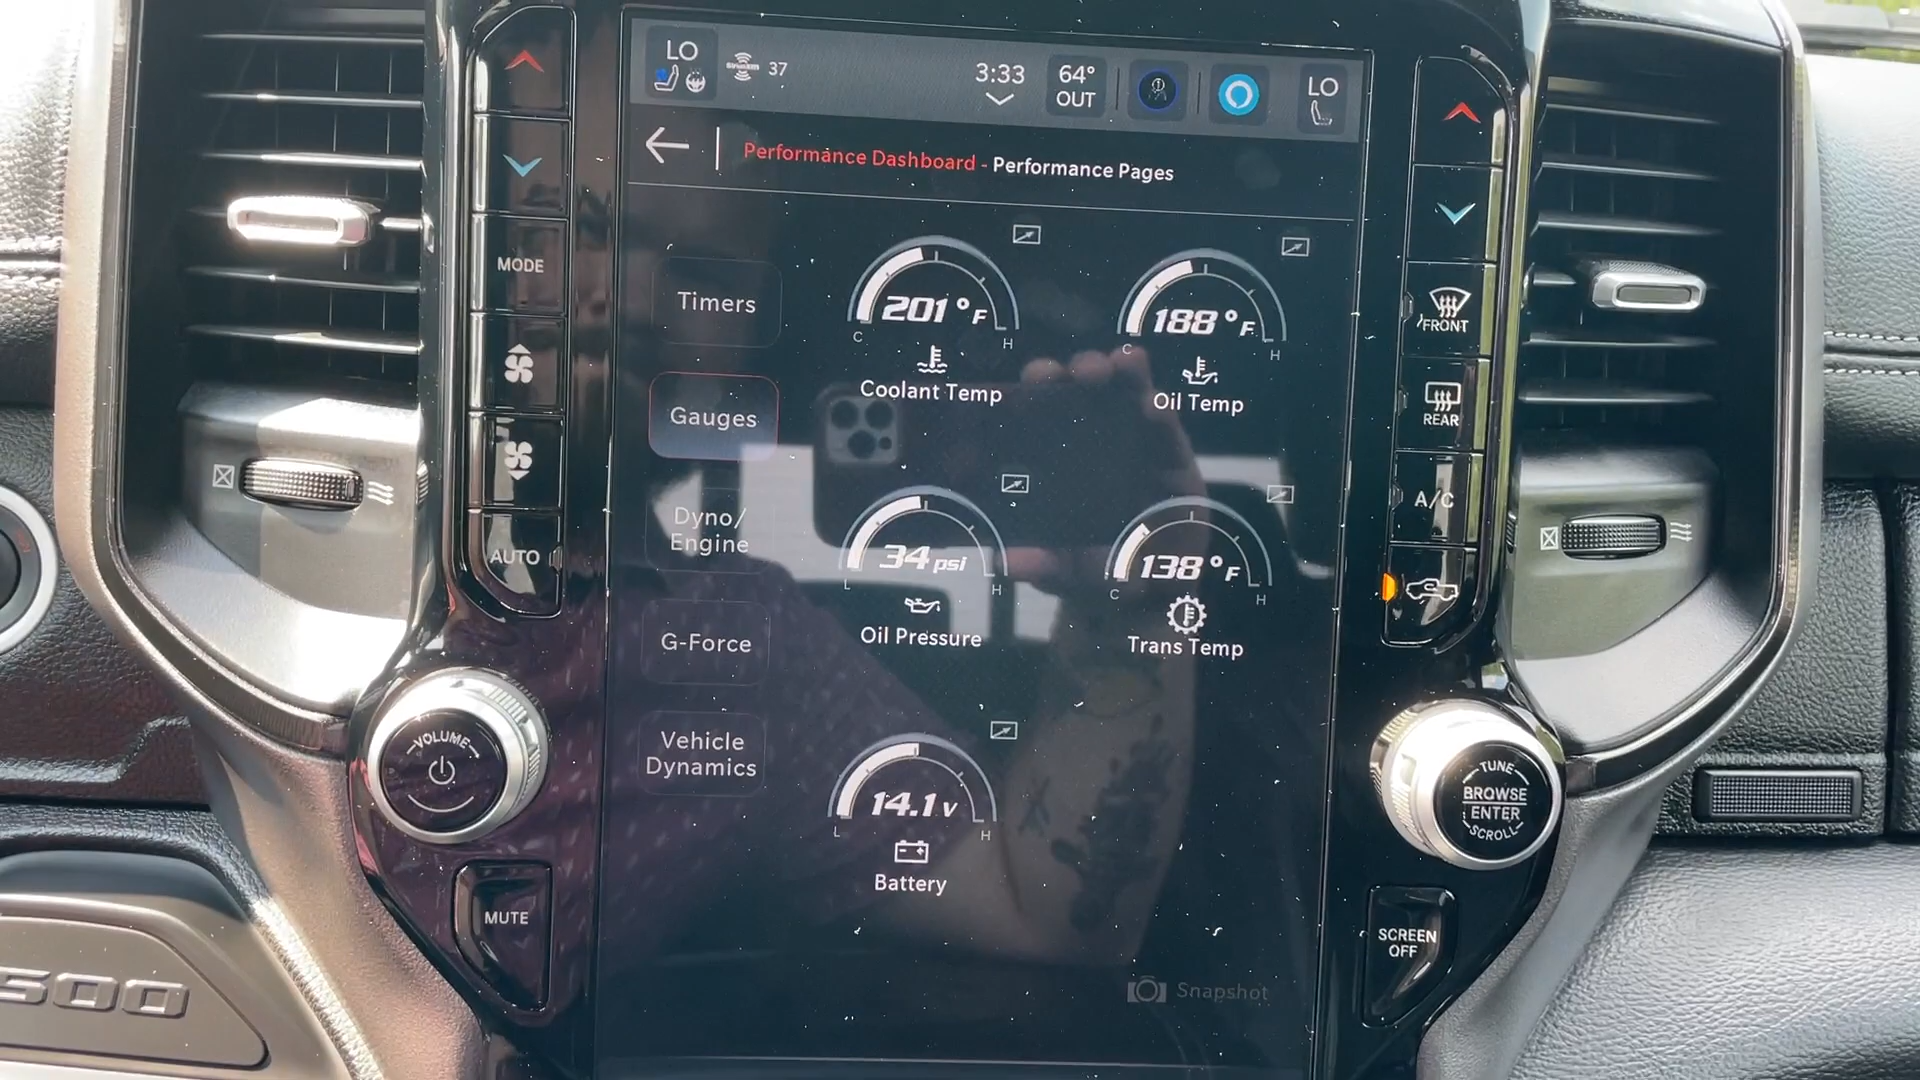 LO
SiriusXM
37
3:33
64°
OUT
LO
Performance Dashboard - Performance Pages
MODE
AUTO
Timers
Gauges
Dyno/
Engine
G-Force
Vehicle
Dynamics
201 °F
C H
Coolant Temp
188 °F
C H
Oil Temp
34 psi
L H
Oil Pressure
138 °F
C H
Trans Temp
14.1 v
L H
Battery
Snapshot
FRONT
REAR
A/C
VOLUME
MUTE
TUNE
BROWSE
ENTER
SCROLL
SCREEN
OFF
500